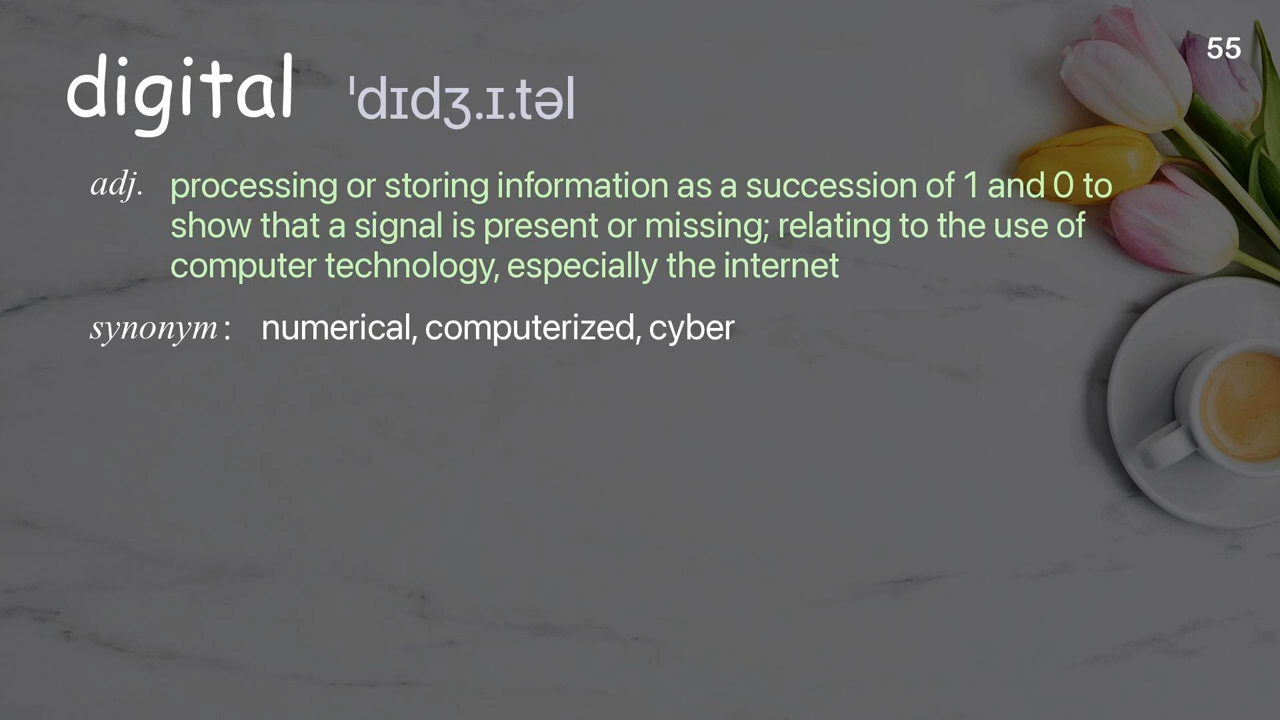 55
digital ˈdɪdʒ.ɪ.təl
adj. processing or storing information as a succession of 1 and 0 to
show that a signal is present or missing; relating to the use of
computer technology, especially the internet
synonym: numerical, computerized, cyber